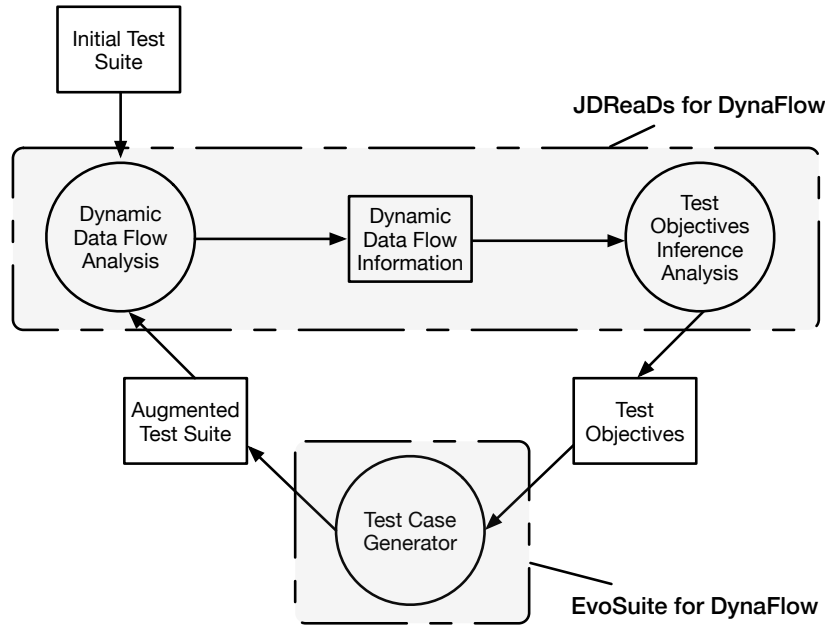 Initial Test
Suite
JDReaDs for DynaFlow
Dynamic
Data Flow
Analysis
Dynamic
Data Flow
Information
Test
Objectives
Inference
Analysis
Augmented
Test Suite
Test
Objectives
Test Case
Generator
EvoSuite for DynaFlow